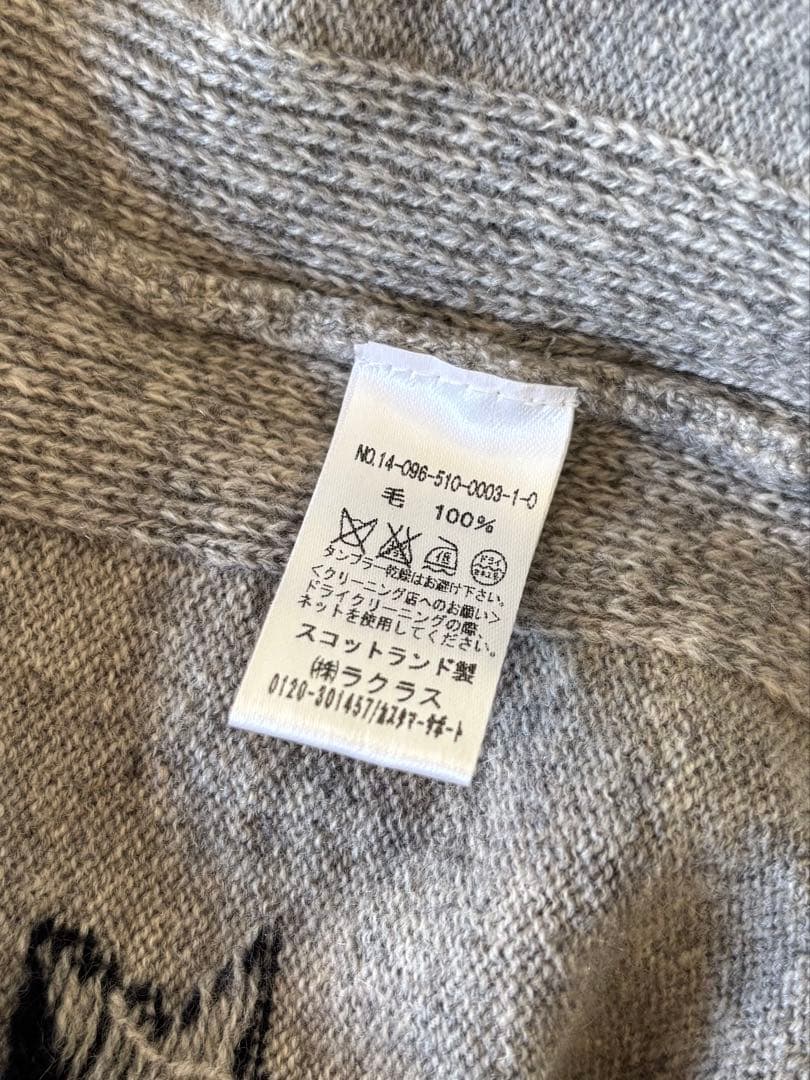 NO.14-096-510-0003-1-0
毛 100%
ドライ
タンブラー乾燥はお避け下さい。
<クリーニング店へのお願い>
ドライクリーニングの際、
ネットを使用してください。
スコットランド製
㈱ラクラス
0120-301457/ｶｽﾀﾏｰｻﾎﾟｰﾄ